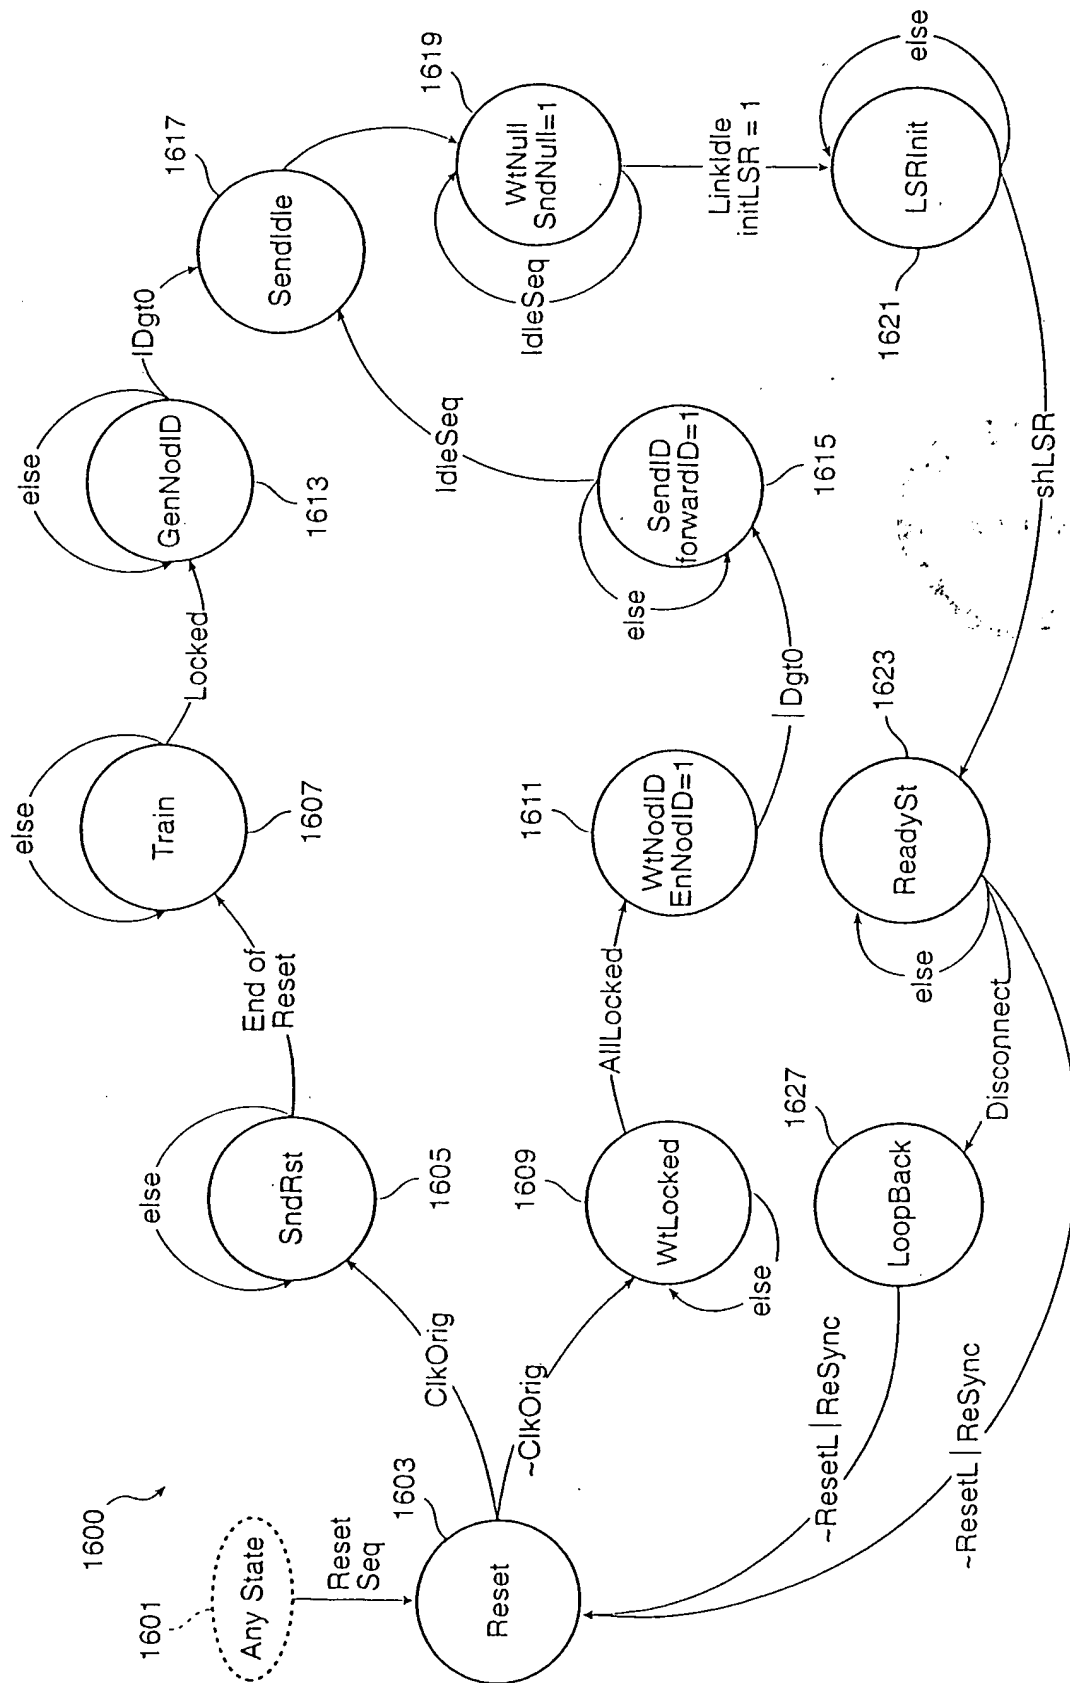 1600
1601
Any State
Reset
Seq
1603
Reset
ClkOrig
~ClkOrig
else
SndRst
1605
End of
Reset
else
Train
1607
Locked
else
GenNodID
1613
IDgt0
1617
SendIdle
1609
WtLocked
else
AllLocked
1611
WtNodID
EnNodID=1
|Dgt0
else
SendID
forwardID=1
1615
IdleSeq
1619
WtNull
SndNull=1
IdleSeq
LinkIdle
initLSR = 1
LSRInit
else
1621
shLSR
1623
ReadySt
else
Disconnect
1627
LoopBack
~ResetL | ReSync
~ResetL | ReSync